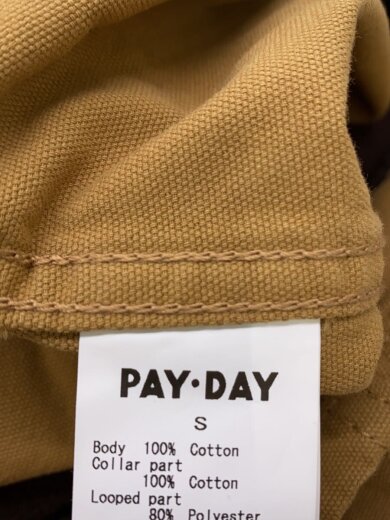 PAY·DAY
S
Body 100% Cotton
Collar part
100% Cotton
Looped part
80% Polyester